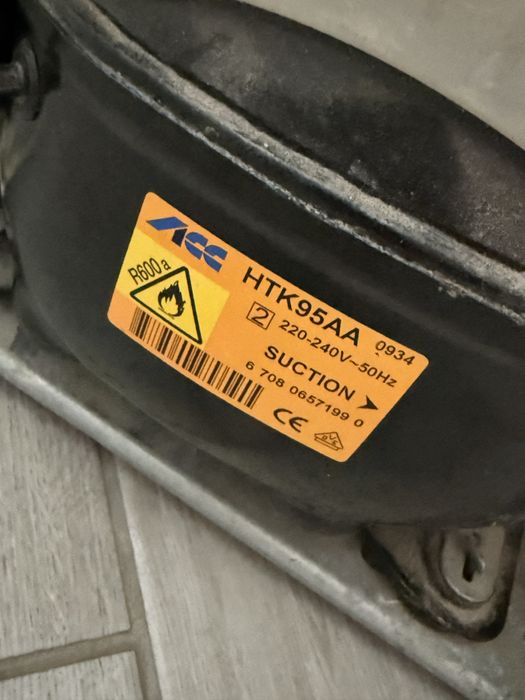 ACC
R600a
HTK95AA 0934
2 220-240V~50Hz
SUCTION
6 708 0657199 0
CE